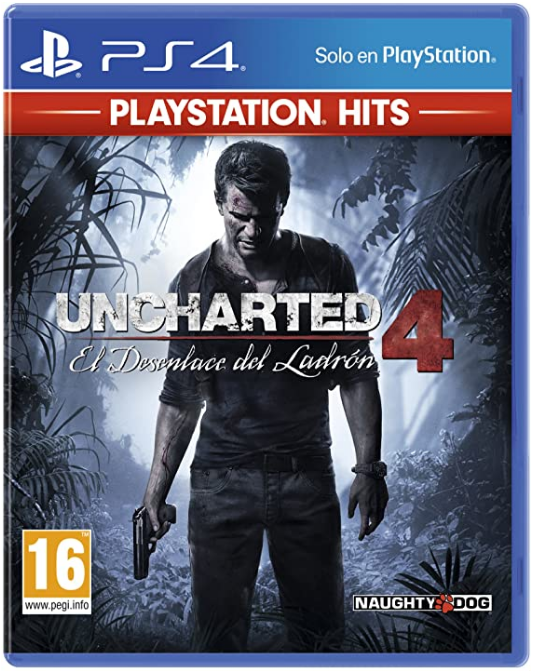 PS4
Solo en PlayStation®
PLAYSTATION® HITS
UNCHARTED 4
El Desenlace del Ladrón
16
www.pegi.info
NAUGHTY DOG